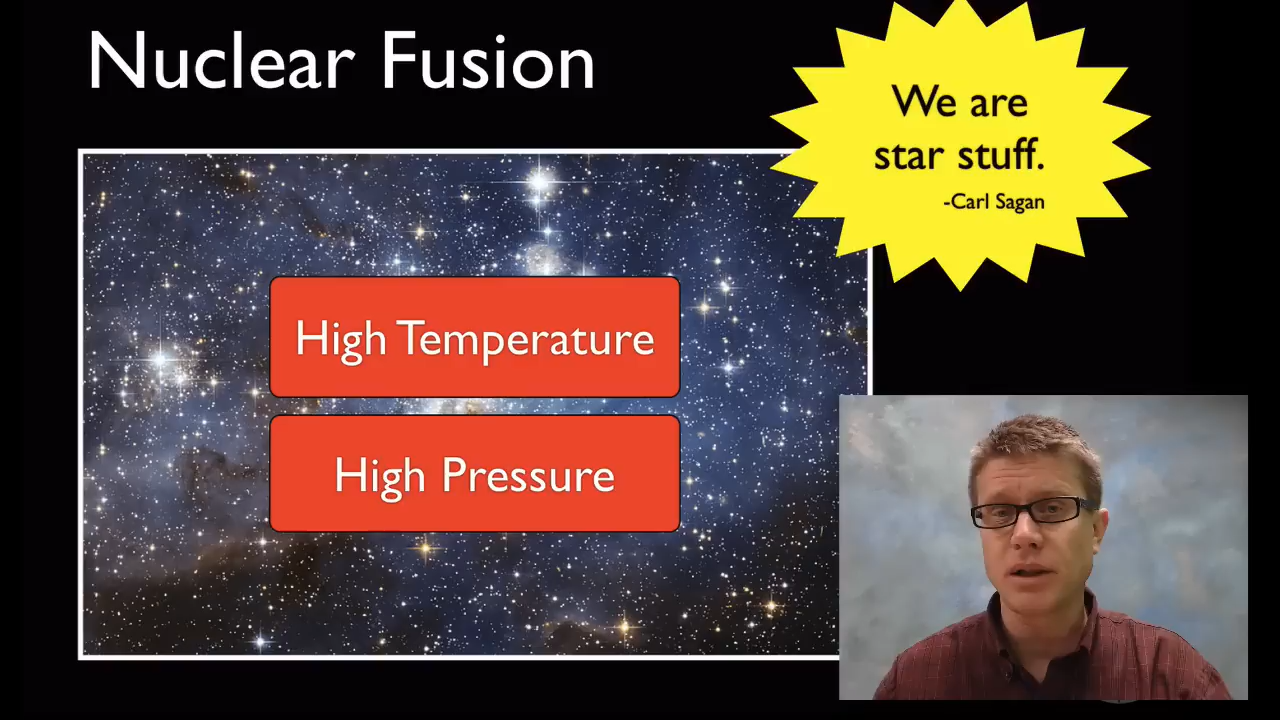 Nuclear Fusion
We are
star stuff.
-Carl Sagan
High Temperature
High Pressure